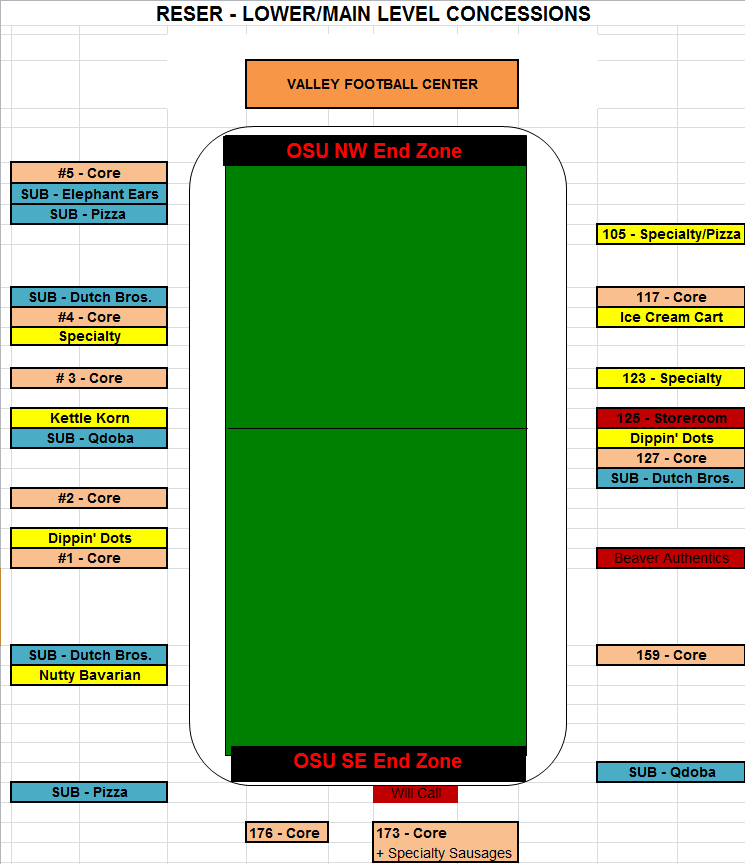 RESER - LOWER/MAIN LEVEL CONCESSIONS
VALLEY FOOTBALL CENTER
OSU NW End Zone
#5 - Core
SUB - Elephant Ears
SUB - Pizza
SUB - Dutch Bros.
#4 - Core
Specialty
# 3 - Core
Kettle Korn
SUB - Qdoba
#2 - Core
Dippin' Dots
#1 - Core
SUB - Dutch Bros.
Nutty Bavarian
SUB - Pizza
105 - Specialty/Pizza
117 - Core
Ice Cream Cart
123 - Specialty
125 - Storeroom
Dippin' Dots
127 - Core
SUB - Dutch Bros.
Beaver Authentics
159 - Core
SUB - Qdoba
OSU SE End Zone
Will Call
176 - Core
173 - Core
+ Specialty Sausages